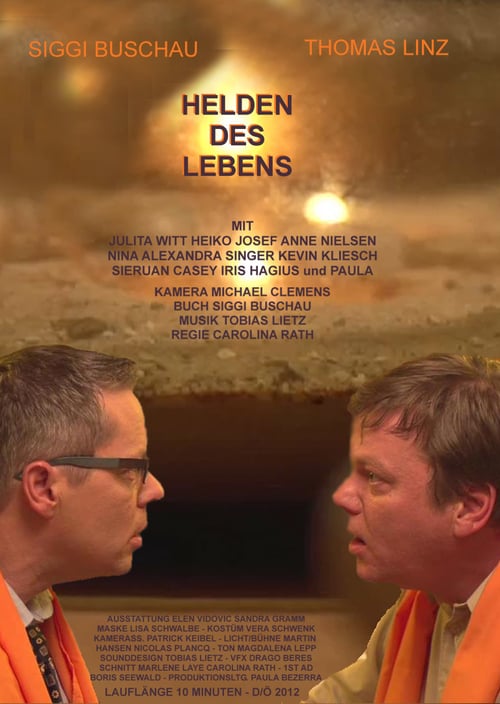 SIGGI BUSCHAU THOMAS LINZ
HELDEN
DES
LEBENS
MIT
JULITA WITT HEIKO JOSEF ANNE NIELSEN
NINA ALEXANDRA SINGER KEVIN KLIESCH
SIERUAN CASEY IRIS HAGIUS und PAULA
KAMERA MICHAEL CLEMENS
BUCH SIGGI BUSCHAU
MUSIK TOBIAS LIETZ
REGIE CAROLINA RATH
AUSSTATTUNG ELEN VIDOVIC SANDRA GRAMM
MASKE LISA SCHWALBE - KOSTÜM VERA SCHWENK
KAMERASS. PATRICK KEIBEL - LICHT/BÜHNE MARTIN
HANSEN NICOLAS PLANCQ - TON MAGDALENA LEPP
SOUNDDESIGN TOBIAS LIETZ - VFX DRAGO BERES
SCHNITT MARLENE LAYE CAROLINA RATH - 1ST AD
BORIS SEEWALD - PRODUKTIONSLTG. PAULA BEZERRA
LAUFLÄNGE 10 MINUTEN - D/Ö 2012